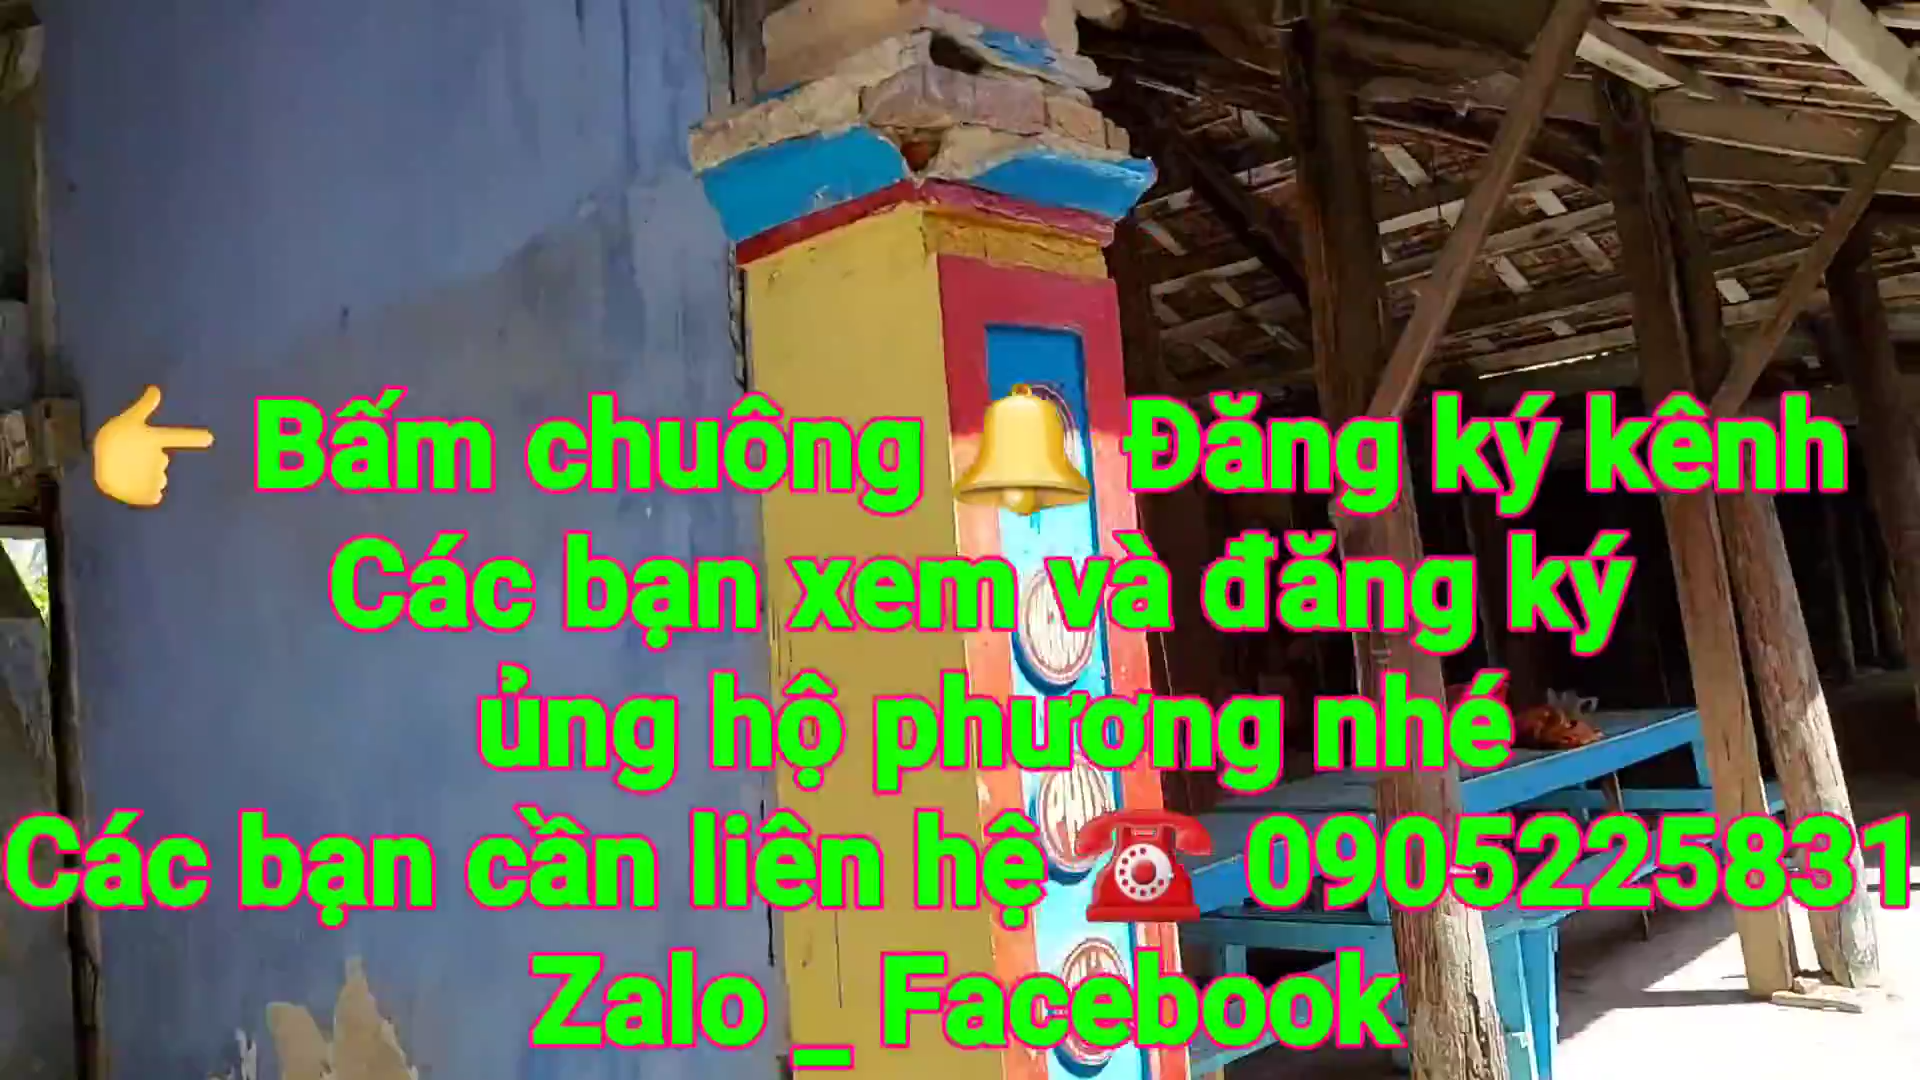 👉 Bấm chuông 🔔 Đăng ký kênh
Các bạn xem và đăng ký
ủng hộ phương nhé
Các bạn cần liên hệ ☎️ 0905225831
Zalo _ Facebook